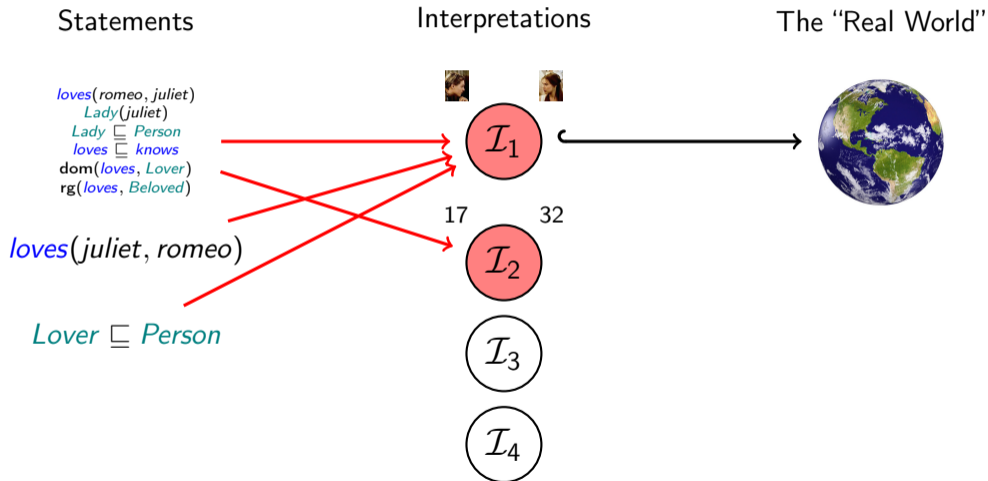 Statements
Interpretations
The “Real World”
loves(romeo, juliet)
Lady(juliet)
Lady ⊑ Person
loves ⊑ knows
dom(loves, Lover)
rg(loves, Beloved)
ℐ₁
17
32
loves(juliet, romeo)
ℐ₂
Lover ⊑ Person
ℐ₃
ℐ₄